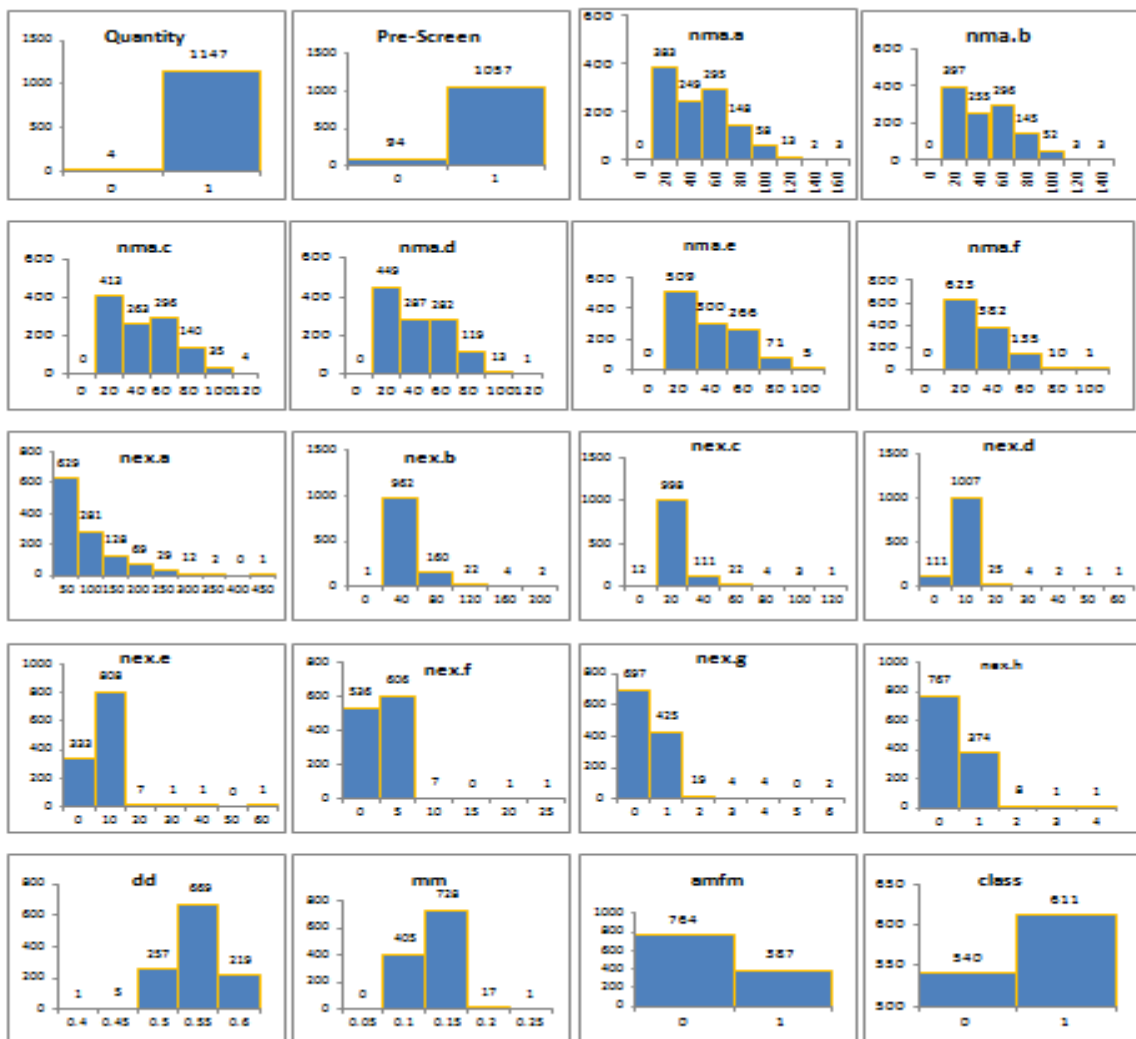 Quantity
1500
1000
500
0
4
1147
0 1
Pre-Screen
1500
1000
500
0
94
1057
0 1
nma.a
600
400
200
0
0 383 249 295 148 58 13 2 3
0 20 40 60 80 100 120 140 160
nma.b
600
400
200
0
0 397 255 296 145 52 3 3
0 20 40 60 80 100 120 140
nma.c
600
400
200
0
0 413 263 296 140 35 4
0 20 40 60 80 100 120
nma.d
600
400
200
0
0 449 287 282 119 13 1
0 20 40 60 80 100 120
nma.e
600
400
200
0
0 509 300 266 71 5
0 20 40 60 80 100
nma.f
800
600
400
200
0
0 623 382 135 10 1
0 20 40 60 80 100
nex.a
800
600
400
200
0
629 281 128 69 29 12 2 0 1
50 100 150 200 250 300 350 400 450
nex.b
1500
1000
500
0
1 962 160 22 4 2
0 40 80 120 160 200
nex.c
1500
1000
500
0
12 998 111 22 4 3 1
0 20 40 60 80 100 120
nex.d
1500
1000
500
0
111 1007 25 4 2 1 1
0 10 20 30 40 50 60
nex.e
1000
800
600
400
200
0
333 808 7 1 1 0 1
0 10 20 30 40 50 60
nex.f
800
600
400
200
0
536 606 7 0 1 1
0 5 10 15 20 25
nex.g
800
600
400
200
0
697 425 19 4 4 0 2
0 1 2 3 4 5 6
nex.h
1000
800
600
400
200
0
767 374 8 1 1
0 1 2 3 4
dd
800
600
400
200
0
1 5 257 669 219
0.4 0.45 0.5 0.55 0.6
mm
800
600
400
200
0
0 405 728 17 1
0.05 0.1 0.15 0.2 0.25
amfm
1000
800
600
400
200
0
764 387
0 1
class
650
600
550
500
540 611
0 1